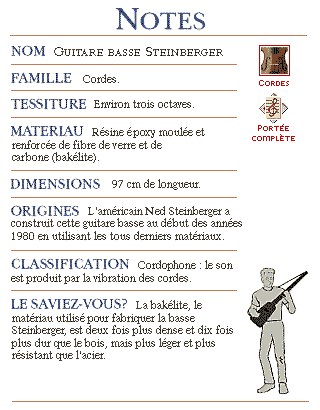 NOTES
NOM GUITARE BASSE STEINBERGER
CORDES
FAMILLE Cordes.
TESSITURE Environ trois octaves.
PORTÉE
COMPLÈTE
MATERIAU Résine époxy moulée et
renforcée de fibre de verre et de
carbone (bakélite).
DIMENSIONS 97 cm de longueur.
ORIGINES L'américain Ned Steinberger a
construit cette guitare basse au début des années
1980 en utilisant les tous derniers matériaux.
CLASSIFICATION Cordophone : le son
est produit par la vibration des cordes.
LE SAVIEZ-VOUS? La bakélite, le
matériau utilisé pour fabriquer la basse
Steinberger, est deux fois plus dense et dix fois
plus dur que le bois, mais plus léger et plus
résistant que l'acier.